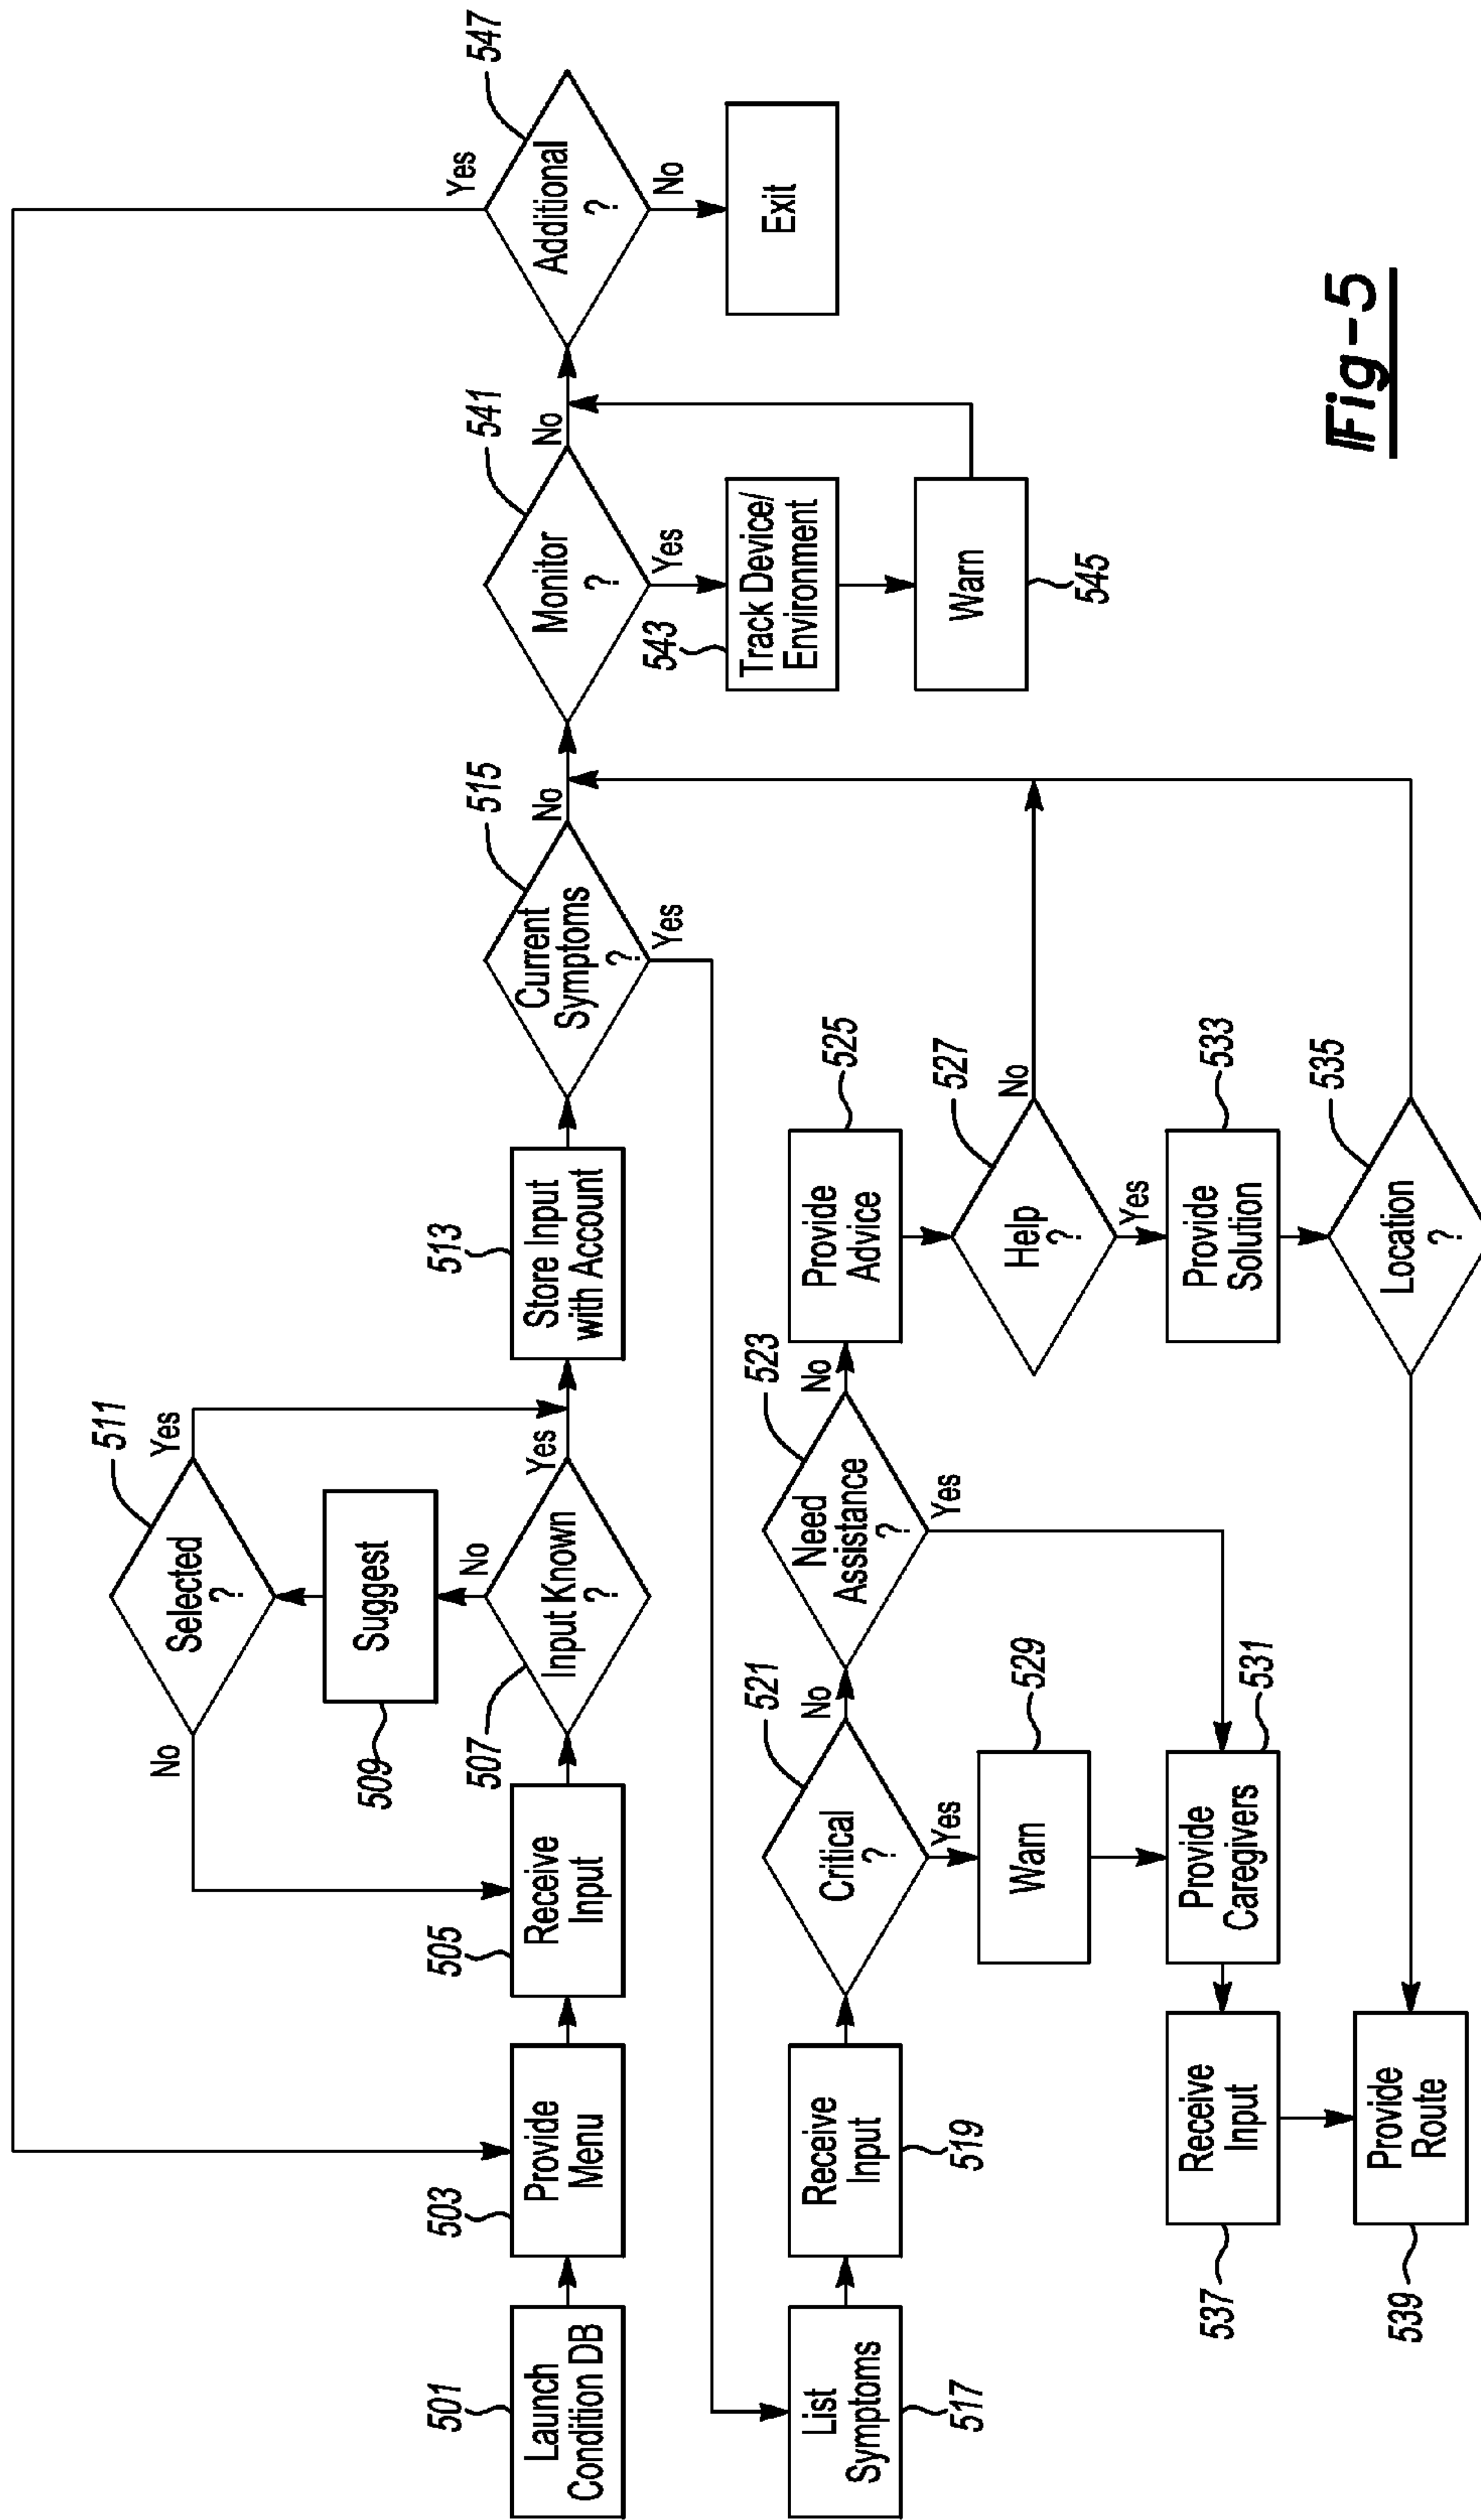 501
Launch
Condition DB
503
Provide
Menu
505
Receive
Input
507
Input Known
?
No
Yes
509
Suggest
511
Selected
?
No
Yes
513
Store Input
with Account
515
Current
Symptoms
?
No
Yes
541
Monitor
?
No
Yes
543
Track Device/
Environment
Warn
545
547
Additional
?
Yes
No
Exit
List
Symptoms
517
Receive
Input
519
521
Critical
?
No
Yes
523
Need
Assistance
?
No
Yes
525
Provide
Advice
527
Help
?
No
Yes
529
Warn
531
Provide
Caregivers
533
Provide
Solution
535
Location
?
537
Receive
Input
539
Provide
Route
Fig-5